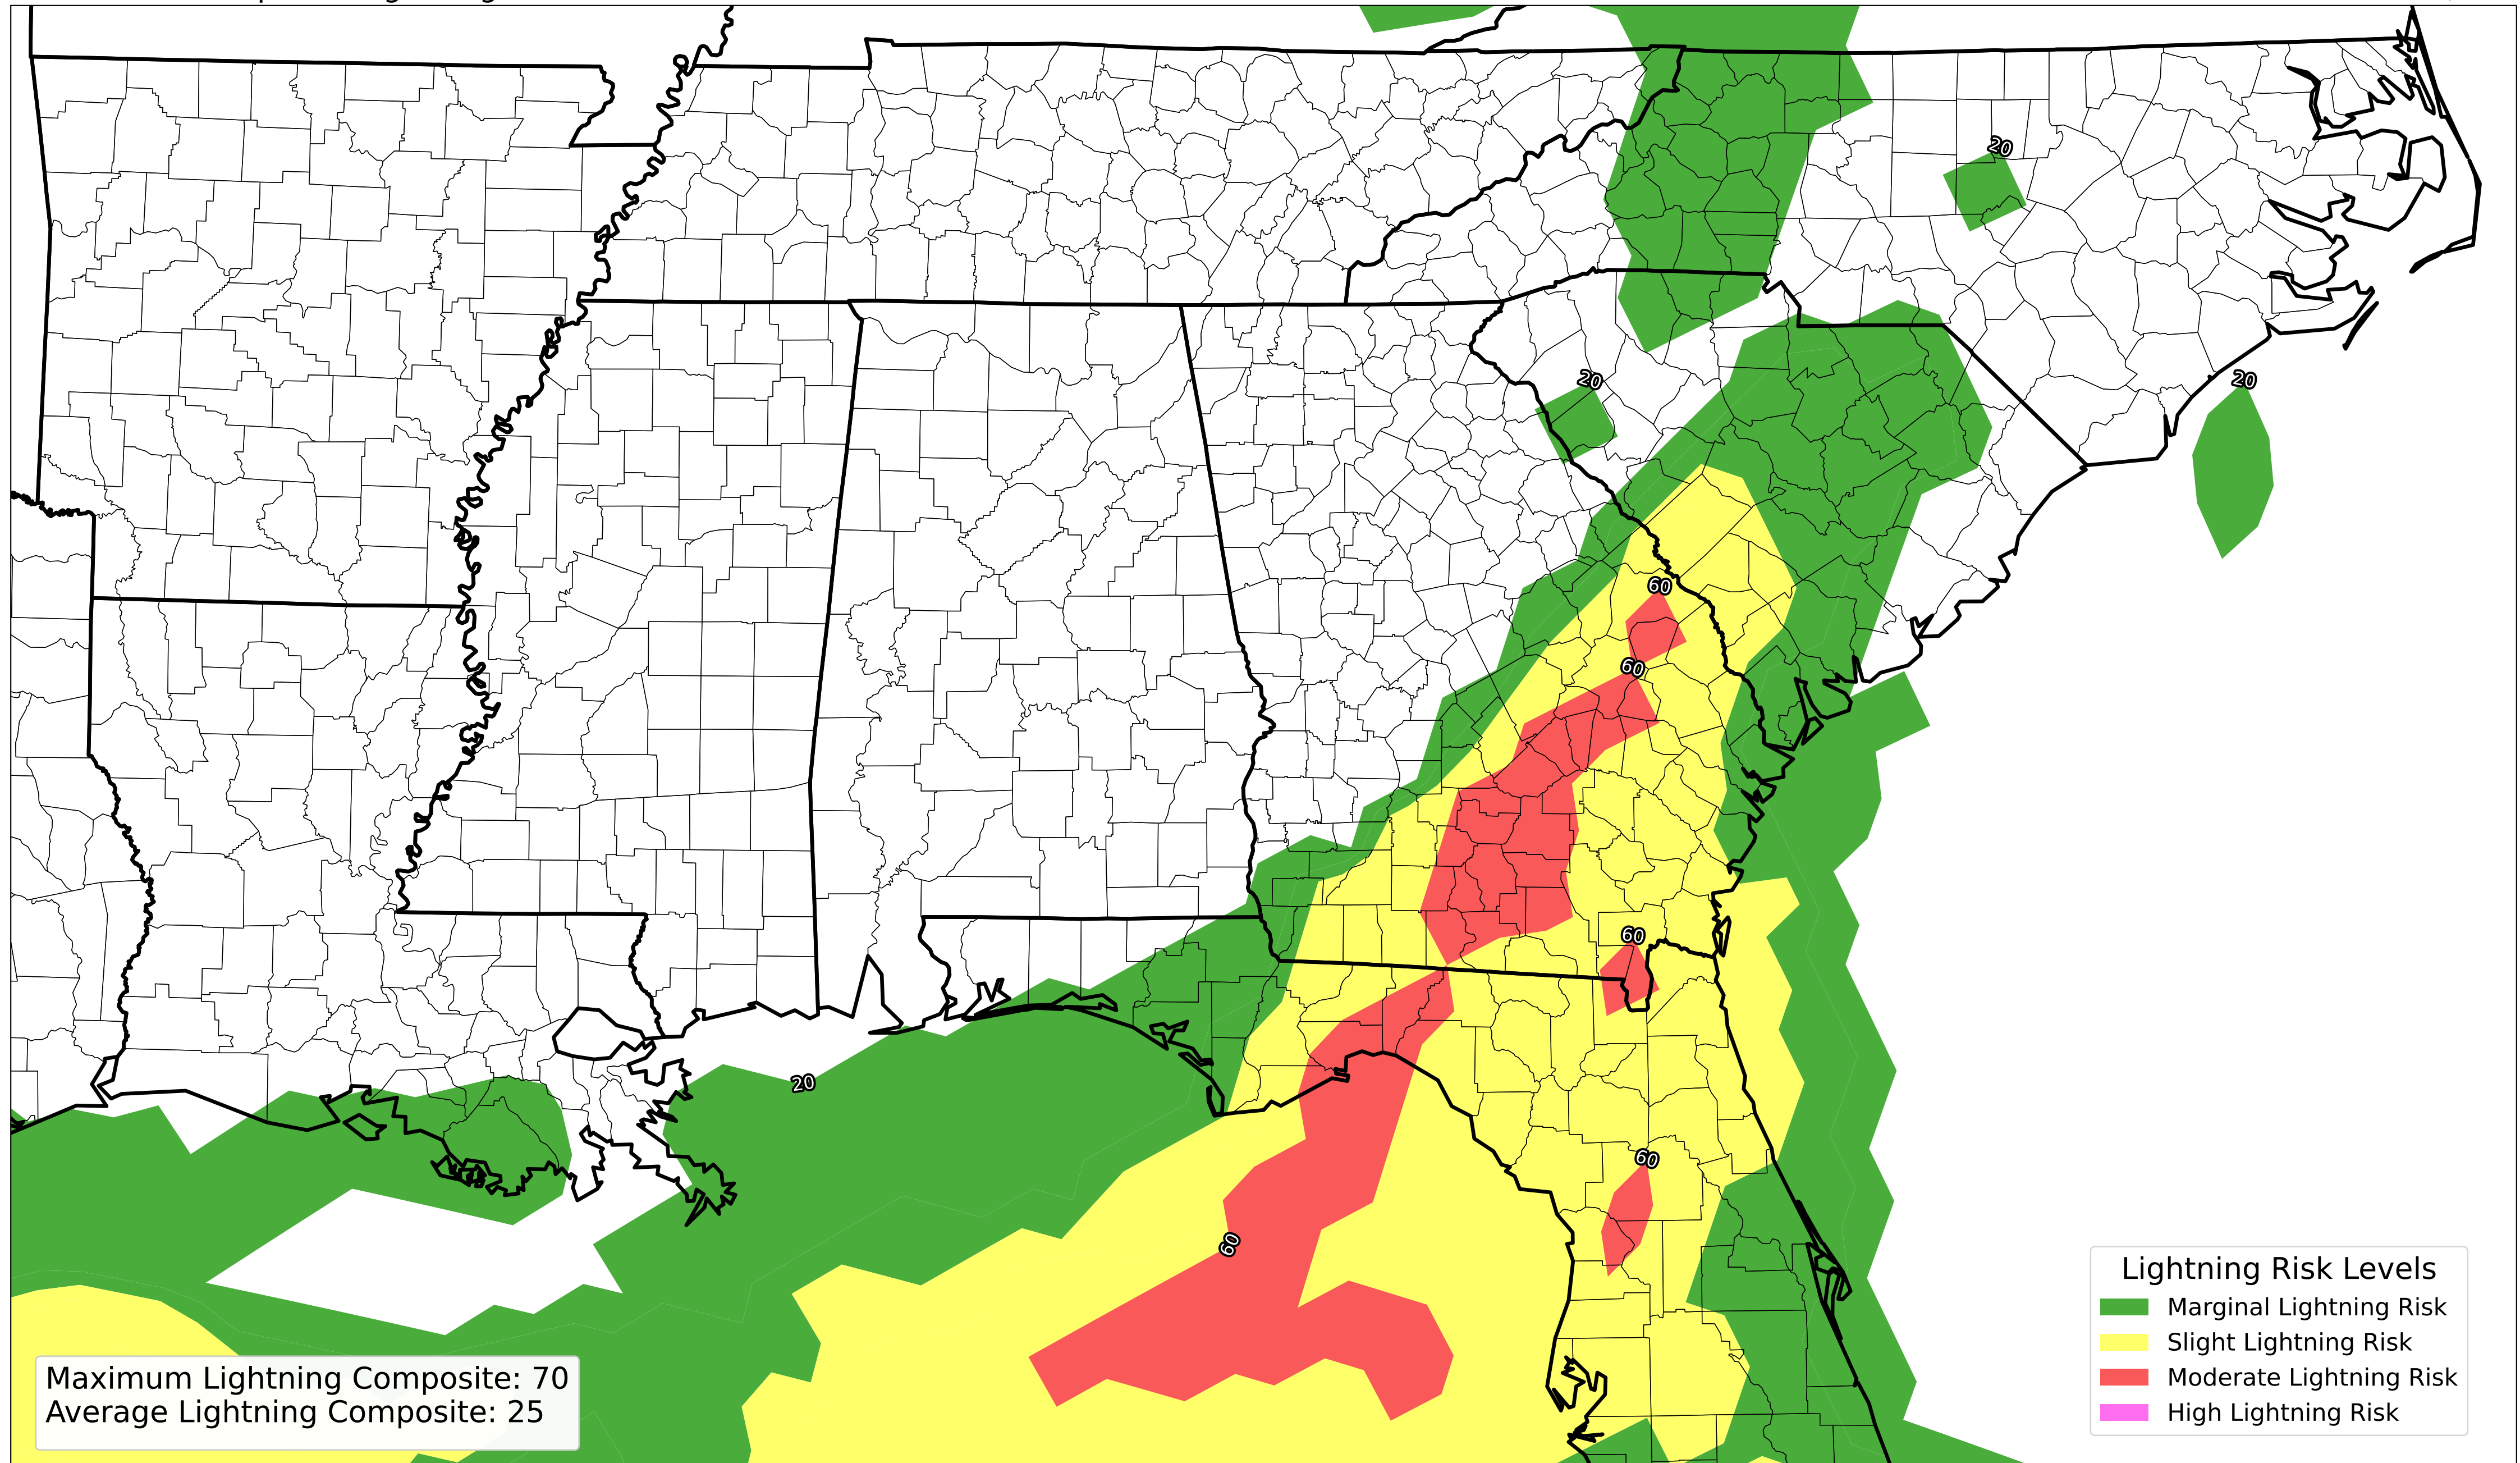 20
20
20
60
60
60
20
60
60
Lightning Risk Levels
Marginal Lightning Risk
Slight Lightning Risk
Moderate Lightning Risk
High Lightning Risk
Maximum Lightning Composite: 70
Average Lightning Composite: 25